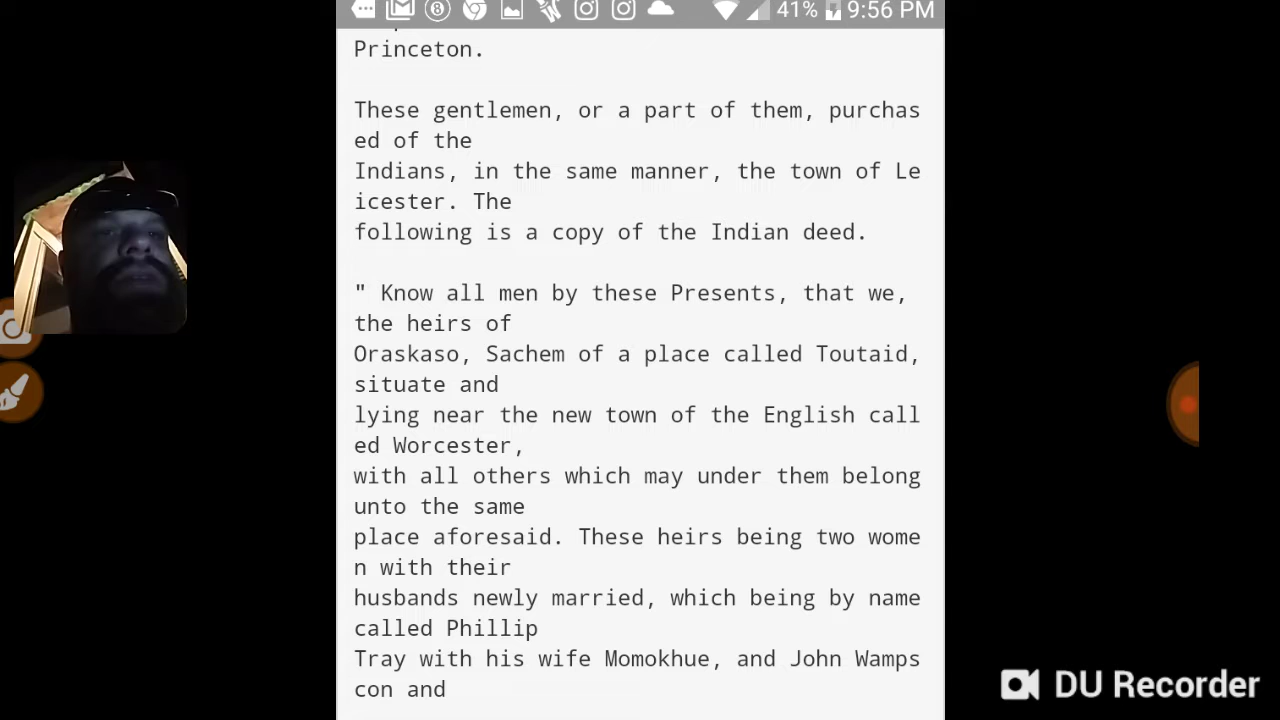 41% 9:56 PM
Princeton.
These gentlemen, or a part of them, purchas
ed of the
Indians, in the same manner, the town of Le
icester. The
following is a copy of the Indian deed.
" Know all men by these Presents, that we,
the heirs of
Oraskaso, Sachem of a place called Toutaid,
situate and
lying near the new town of the English call
ed Worcester,
with all others which may under them belong
unto the same
place aforesaid. These heirs being two wome
n with their
husbands newly married, which being by name
called Phillip
Tray with his wife Momokhue, and John Wamps
con and
DU Recorder